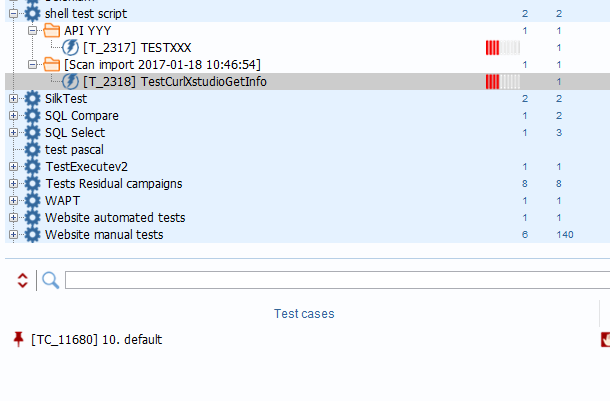 shell test script 2 2
API YYY 1 1
[T_2317] TESTXXX 1
[Scan import 2017-01-18 10:46:54] 1 1
[T_2318] TestCurlXstudioGetInfo 1
SilkTest 2 2
SQL Compare 1 2
SQL Select 1 3
test pascal
TestExecutev2 1 1
Tests Residual campaigns 8 8
WAPT 1 1
Website automated tests 1 1
Website manual tests 6 140
Test cases
[TC_11680] 10. default